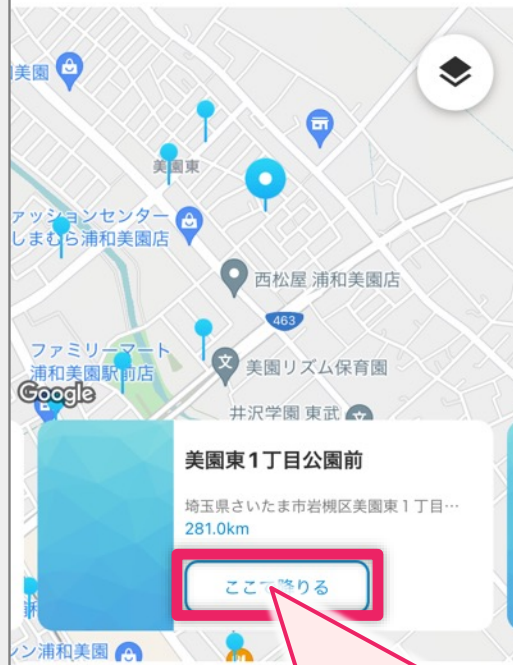 美園
美園東
ァッションセンター
しまむら浦和美園店
西松屋 浦和美園店
463
ファミリーマート
浦和美園駅前店
文
美園リズム保育園
Google
井沢学園 東武
文
美園東1丁目公園前
埼玉県さいたま市岩槻区美園東1丁目…
281.0km
ここで降りる
ン浦和美園